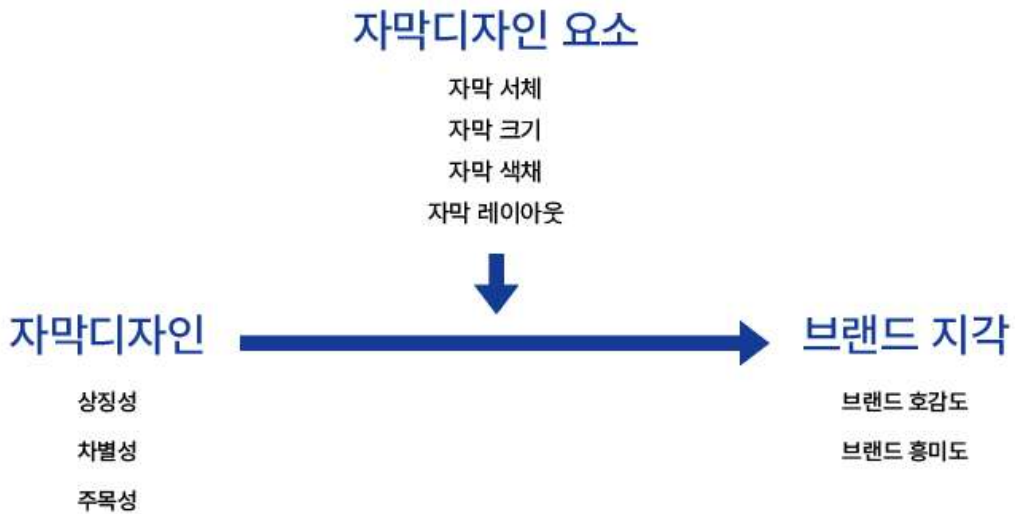 자막디자인 요소
자막 서체
자막 크기
자막 색채
자막 레이아웃
자막디자인
상징성
차별성
주목성
브랜드 지각
브랜드 호감도
브랜드 흥미도